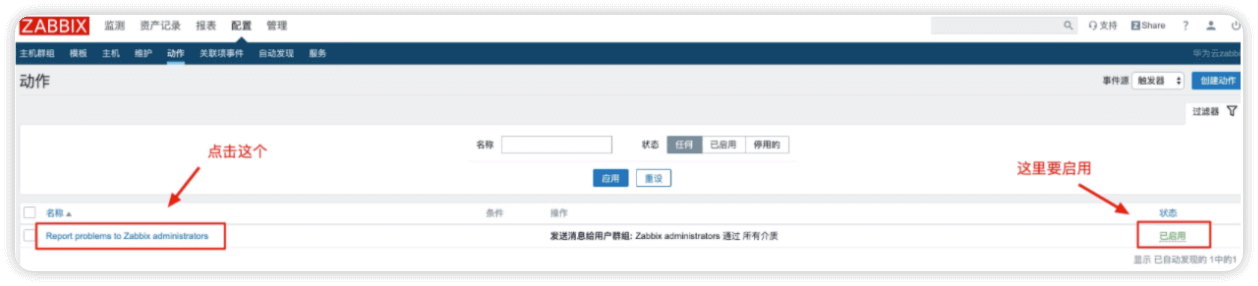 ZABBIX 监测 资产记录 报表 配置 管理 支持 Share ?
主机群组 模板 主机 维护 动作 关联项事件 自动发现 服务 华为云zabb
动作 事件源 触发器 创建动作
过滤器
名称 状态 任何 已启用 停用的
点击这个
这里要启用
应用 重设
名称 条件 操作 状态
Report problems to Zabbix administrators 发送消息给用户群组: Zabbix administrators 通过 所有介质 已启用
显示 已自动发现的 1中的1